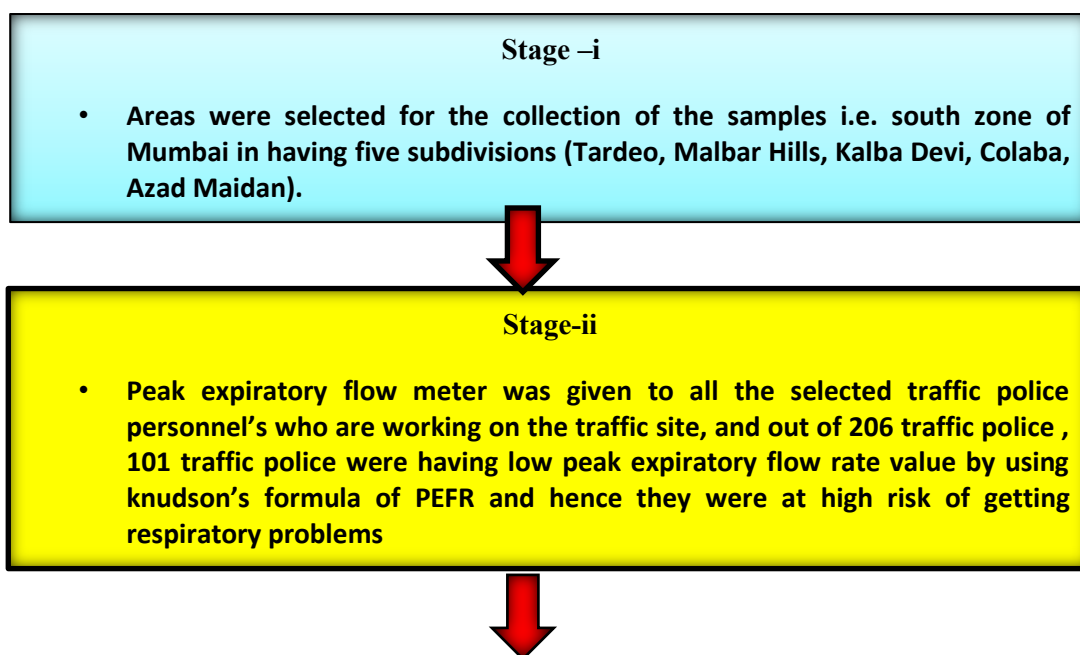 Stage –i
• Areas were selected for the collection of the samples i.e. south zone of
Mumbai in having five subdivisions (Tardeo, Malbar Hills, Kalba Devi, Colaba,
Azad Maidan).
Stage-ii
• Peak expiratory flow meter was given to all the selected traffic police
personnel’s who are working on the traffic site, and out of 206 traffic police ,
101 traffic police were having low peak expiratory flow rate value by using
knudson’s formula of PEFR and hence they were at high risk of getting
respiratory problems